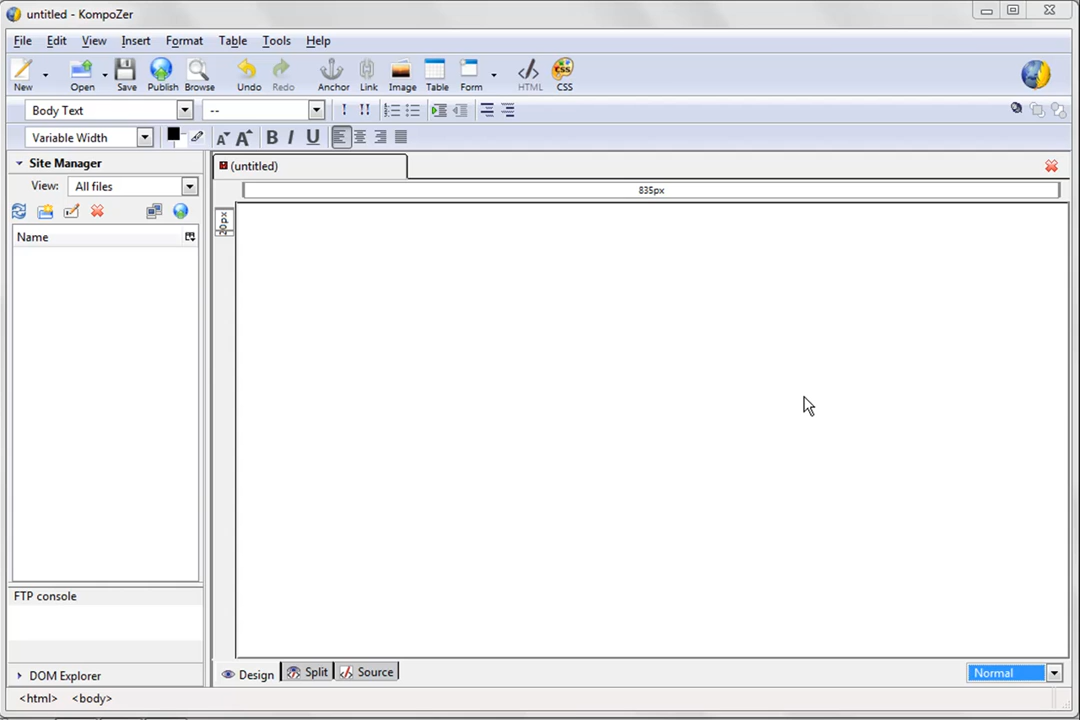 untitled - KompoZer
File Edit View Insert Format Table Tools Help
New Open Save Publish Browse Undo Redo Anchor Link Image Table Form HTML CSS
Body Text --
Variable Width
Site Manager
(untitled)
View: All files
835px
Name
20px
FTP console
DOM Explorer
Design Split Source Normal
<html> <body>